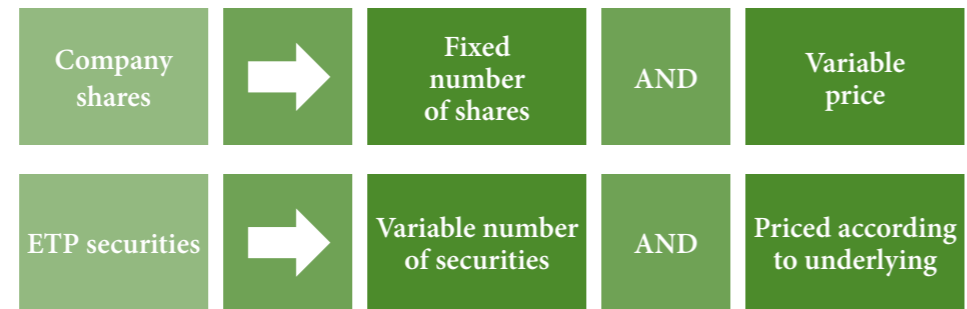 Company
shares
Fixed
number
of shares
AND
Variable
price
ETP securities
Variable number
of securities
AND
Priced according
to underlying